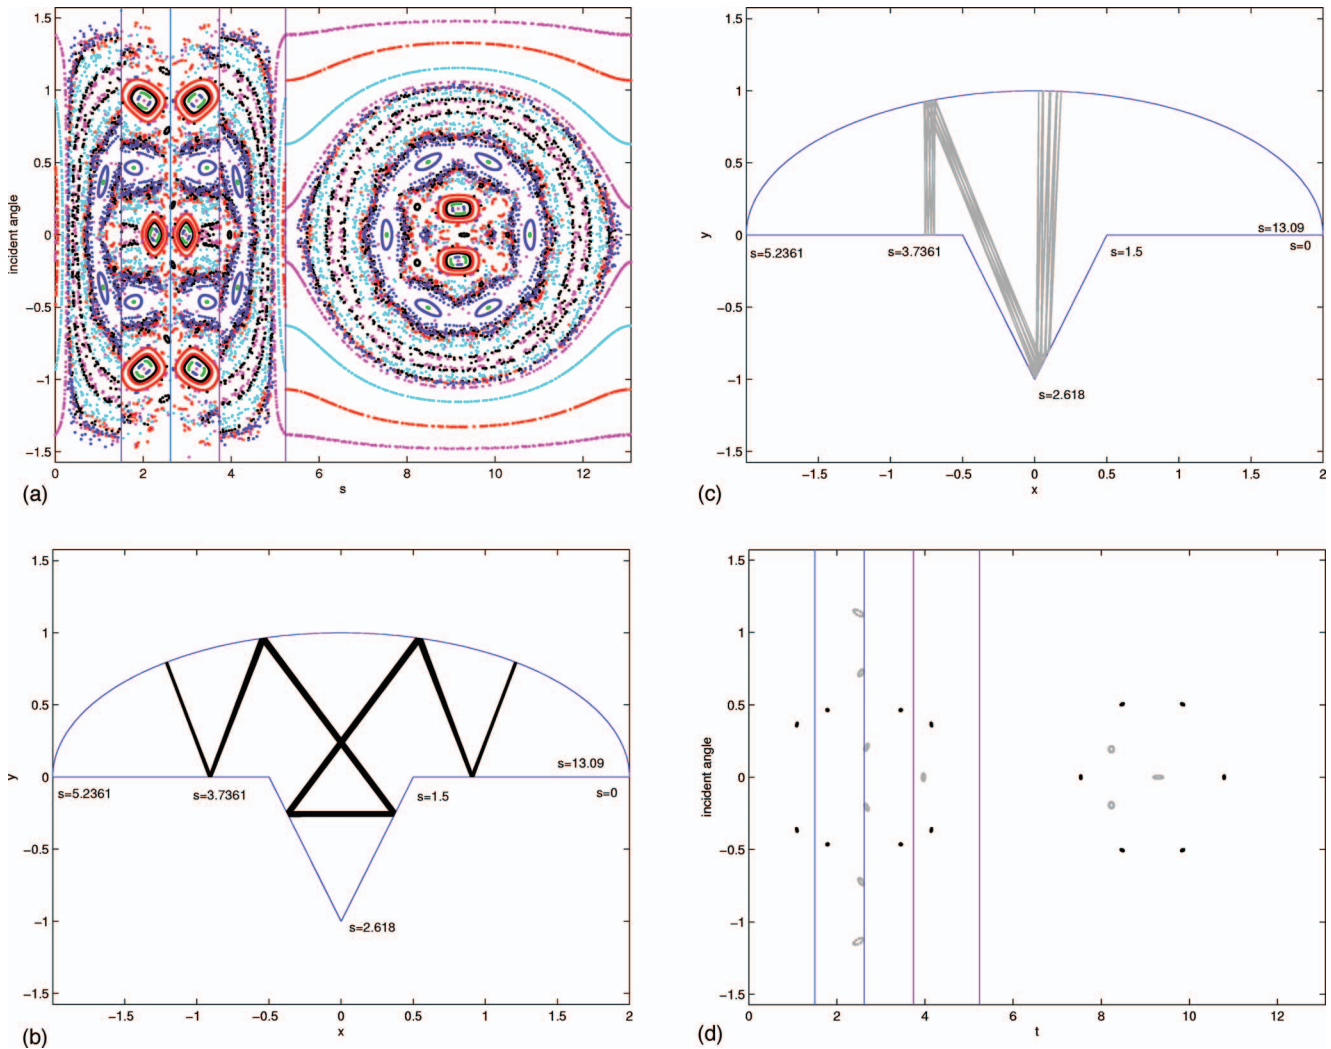 1.5
1
0.5
0
−0.5
−1
−1.5
incident angle
0 2 4 6 8 10 12
s
(a)
1.5
1
0.5
0
−0.5
−1
−1.5
y
s=5.2361
s=3.7361
s=1.5
s=13.09
s=0
s=2.618
−1.5 −1 −0.5 0 0.5 1 1.5 2
x
(c)
1.5
1
0.5
0
−0.5
−1
−1.5
y
s=5.2361
s=3.7361
s=1.5
s=13.09
s=0
s=2.618
−1.5 −1 −0.5 0 0.5 1 1.5 2
x
(b)
1.5
1
0.5
0
−0.5
−1
−1.5
incident angle
0 2 4 6 8 10 12
t
(d)